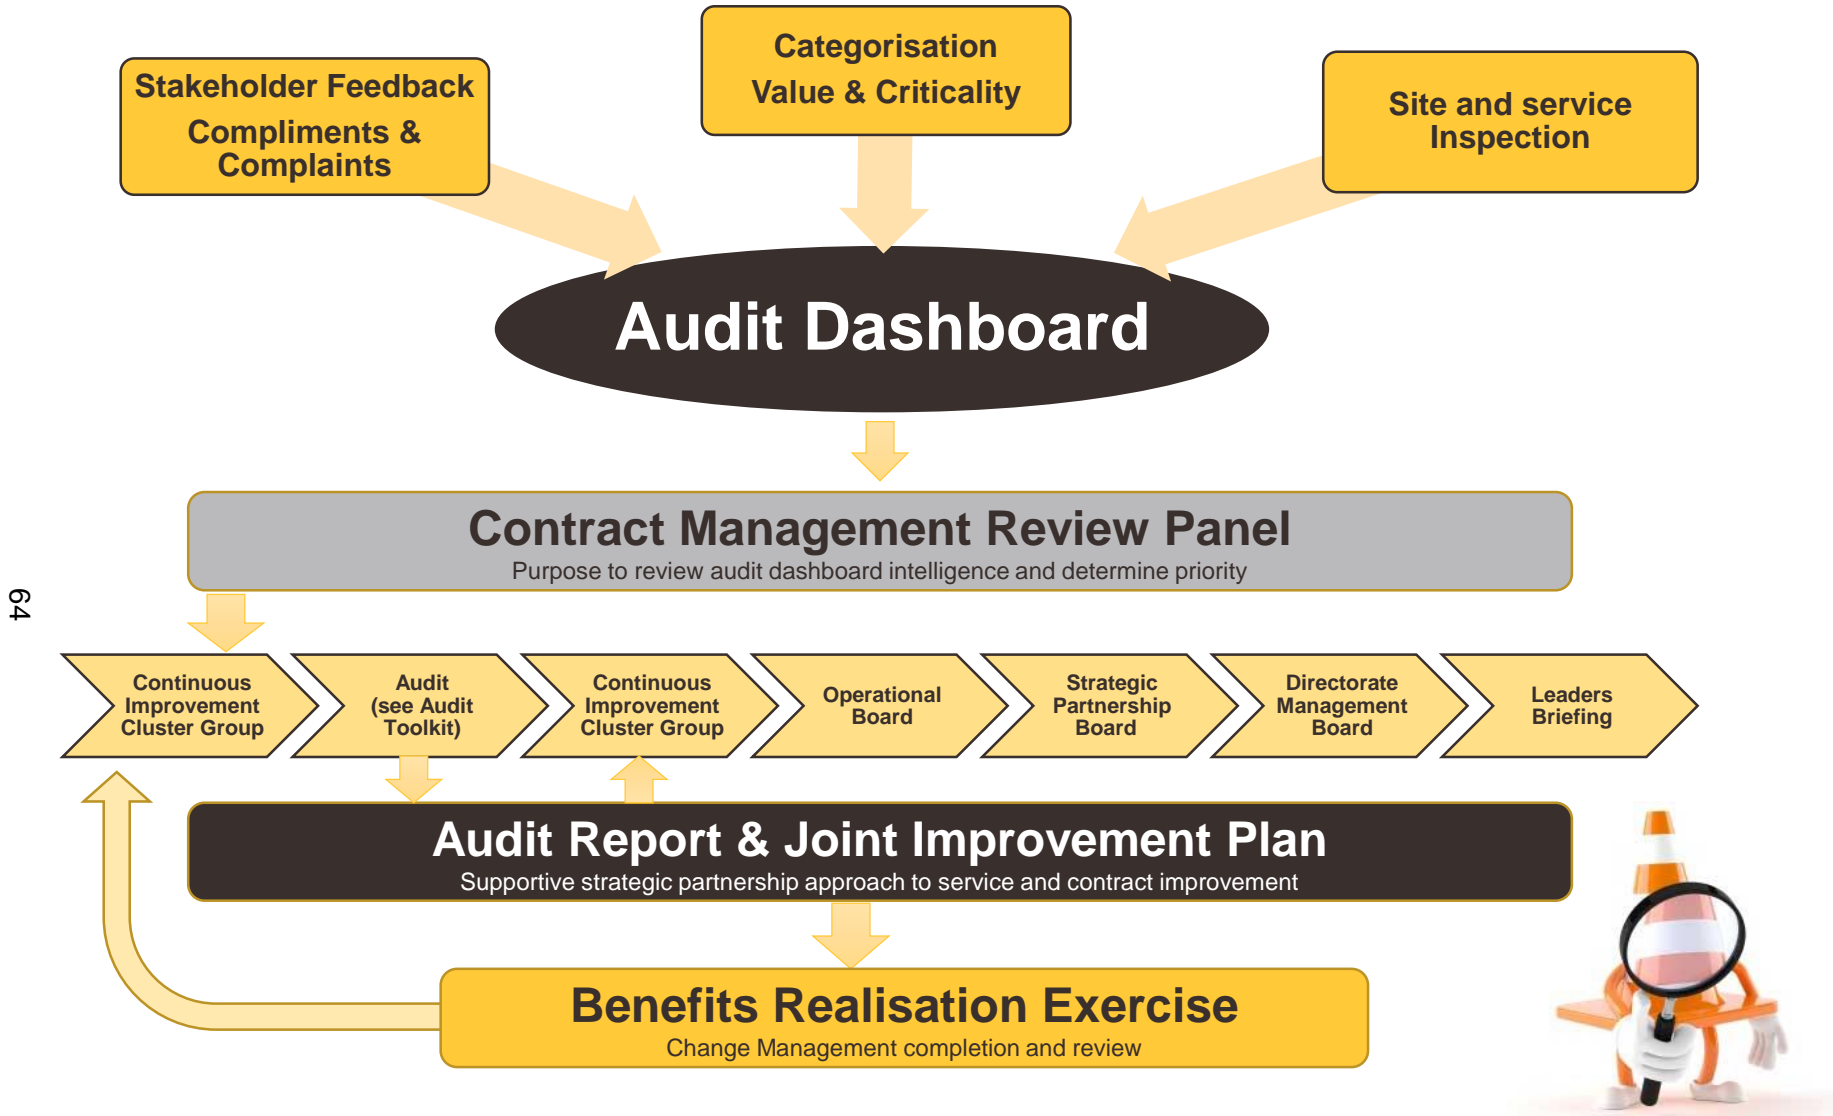 Stakeholder Feedback
Compliments &
Complaints
Categorisation
Value & Criticality
Site and service
Inspection
Audit Dashboard
Contract Management Review Panel
Purpose to review audit dashboard intelligence and determine priority
64
Continuous
Improvement
Cluster Group
Audit
(see Audit
Toolkit)
Continuous
Improvement
Cluster Group
Operational
Board
Strategic
Partnership
Board
Directorate
Management
Board
Leaders
Briefing
Audit Report & Joint Improvement Plan
Supportive strategic partnership approach to service and contract improvement
Benefits Realisation Exercise
Change Management completion and review